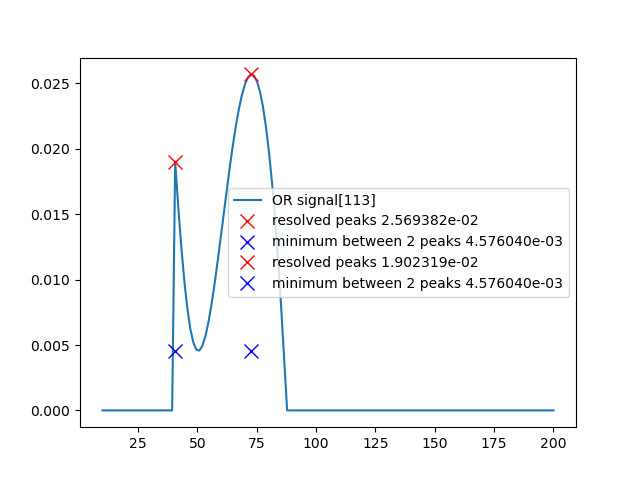 0.025
0.020
0.015
0.010
0.005
0.000
OR signal[113]
resolved peaks 2.569382e-02
minimum between 2 peaks 4.576040e-03
resolved peaks 1.902319e-02
minimum between 2 peaks 4.576040e-03
25 50 75 100 125 150 175 200